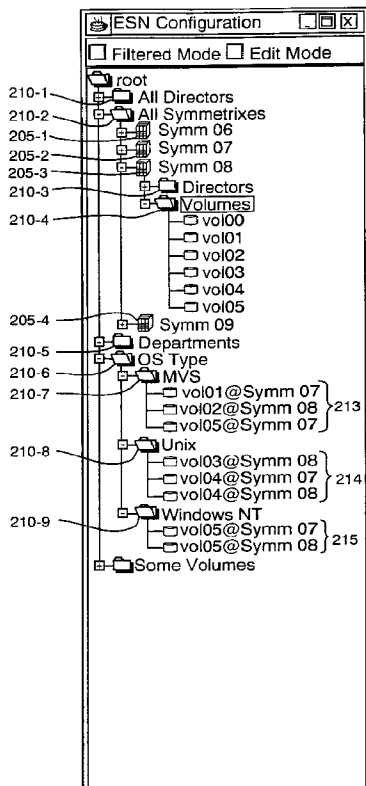 ESN Configuration
Filtered Mode Edit Mode
root
210-1 All Directors
210-2 All Symmetrixes
205-1 Symm 06
205-2 Symm 07
205-3 Symm 08
210-3 Directors
210-4 Volumes
vol00
vol01
vol02
vol03
vol04
vol05
205-4 Symm 09
210-5 Departments
210-6 OS Type
210-7 MVS
vol01@Symm 07
vol02@Symm 08 213
vol05@Symm 07
210-8 Unix
vol03@Symm 08
vol04@Symm 07 214
vol04@Symm 08
210-9 Windows NT
vol05@Symm 07
vol05@Symm 08 215
Some Volumes